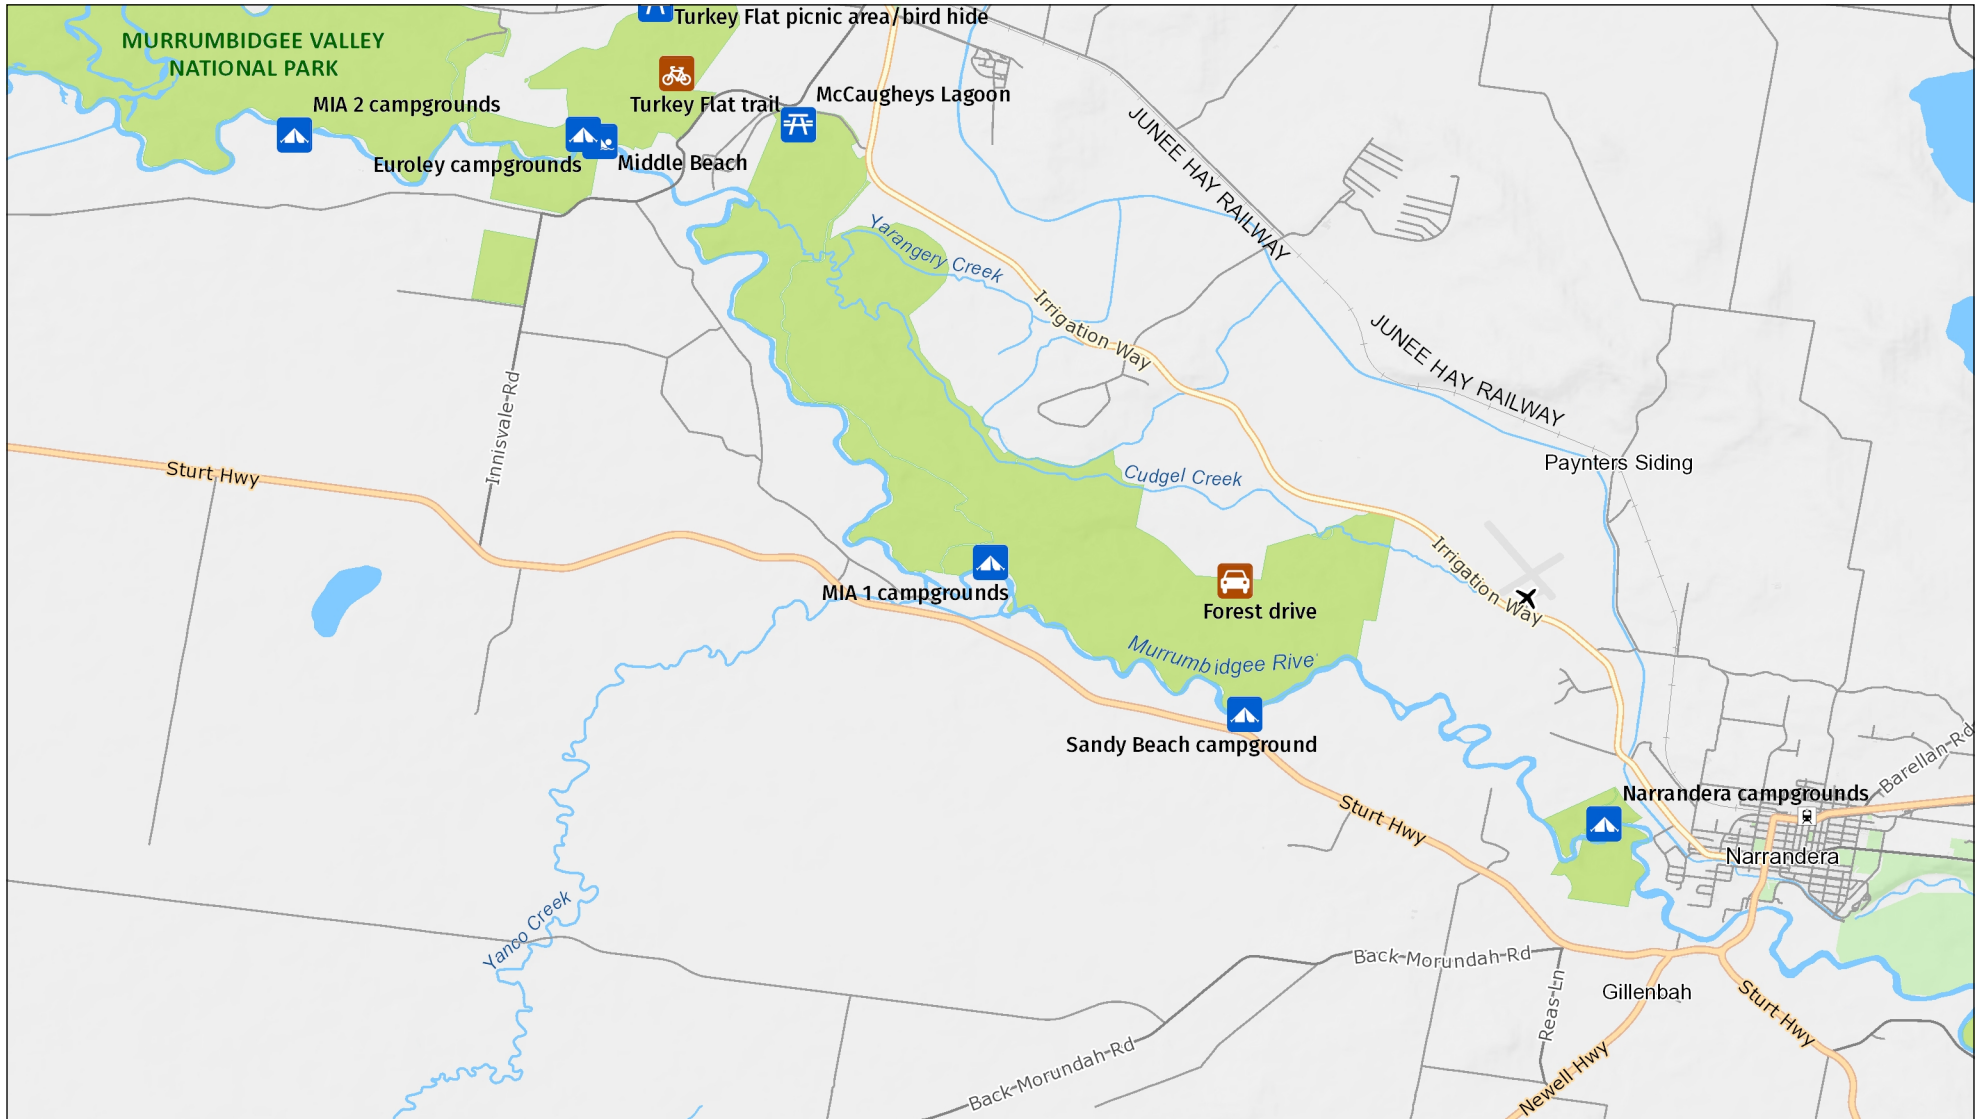 Turkey Flat picnic area/bird hide
MURRUMBIDGEE VALLEY
NATIONAL PARK
MIA 2 campgrounds
Turkey Flat trail
McCaugheys Lagoon
Euroley campgrounds
Middle Beach
JUNEE HAY RAILWAY
Yarangery Creek
Irrigation Way
JUNEE HAY RAILWAY
Innisvale-Rd
Sturt Hwy
Cudgel Creek
Paynters Siding
Irrigation Way
MIA 1 campgrounds
Forest drive
Murrumbidgee Rive
Sandy Beach campground
Barellan-Rd
Narrandera campgrounds
Sturt Hwy
Narrandera
Yanco Creek
Back-Morundah-Rd
Reas-Ln
Gillenbah
Sturt Hwy
Back-Morundah-Rd
Newell Hwy